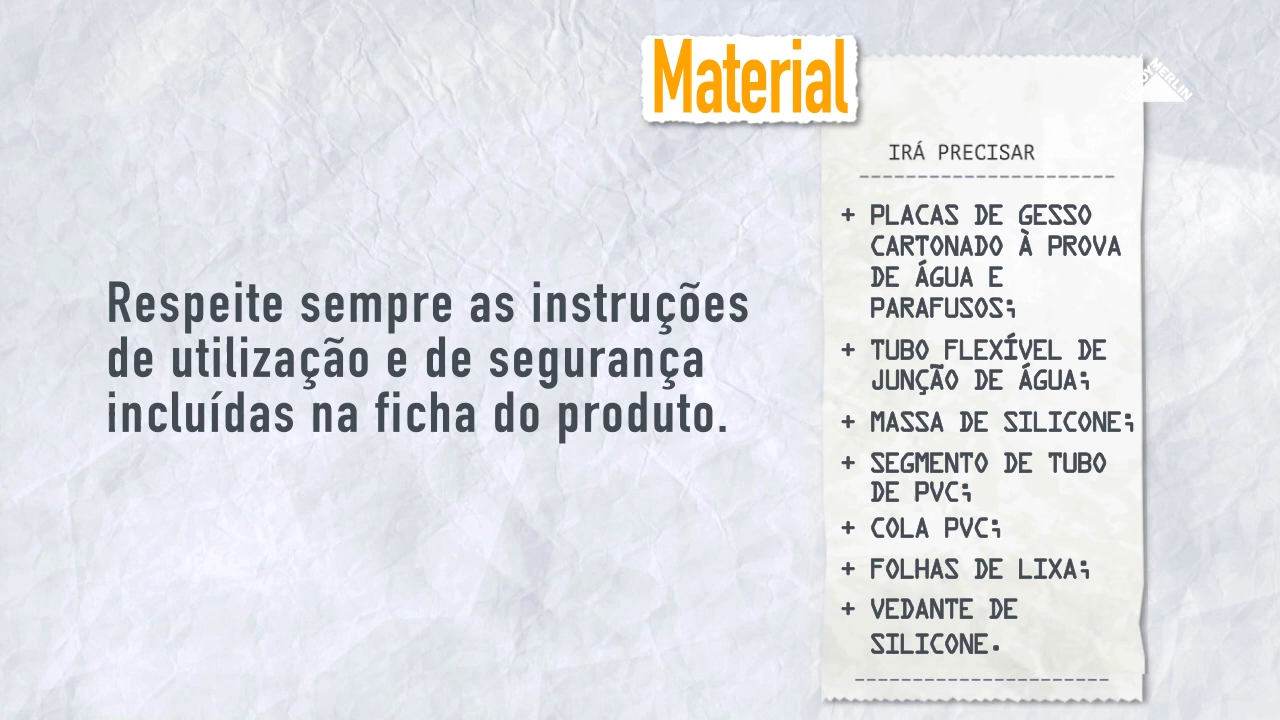 Material
LEROY MERLIN
IRÁ PRECISAR
+ PLACAS DE GESSO
CARTONADO À PROVA
DE ÁGUA E
PARAFUSOS;
+ TUBO FLEXÍVEL DE
JUNÇÃO DE ÁGUA;
+ MASSA DE SILICONE;
+ SEGMENTO DE TUBO
DE PVC;
+ COLA PVC;
+ FOLHAS DE LIXA;
+ VEDANTE DE
SILICONE.
Respeite sempre as instruções
de utilização e de segurança
incluídas na ficha do produto.